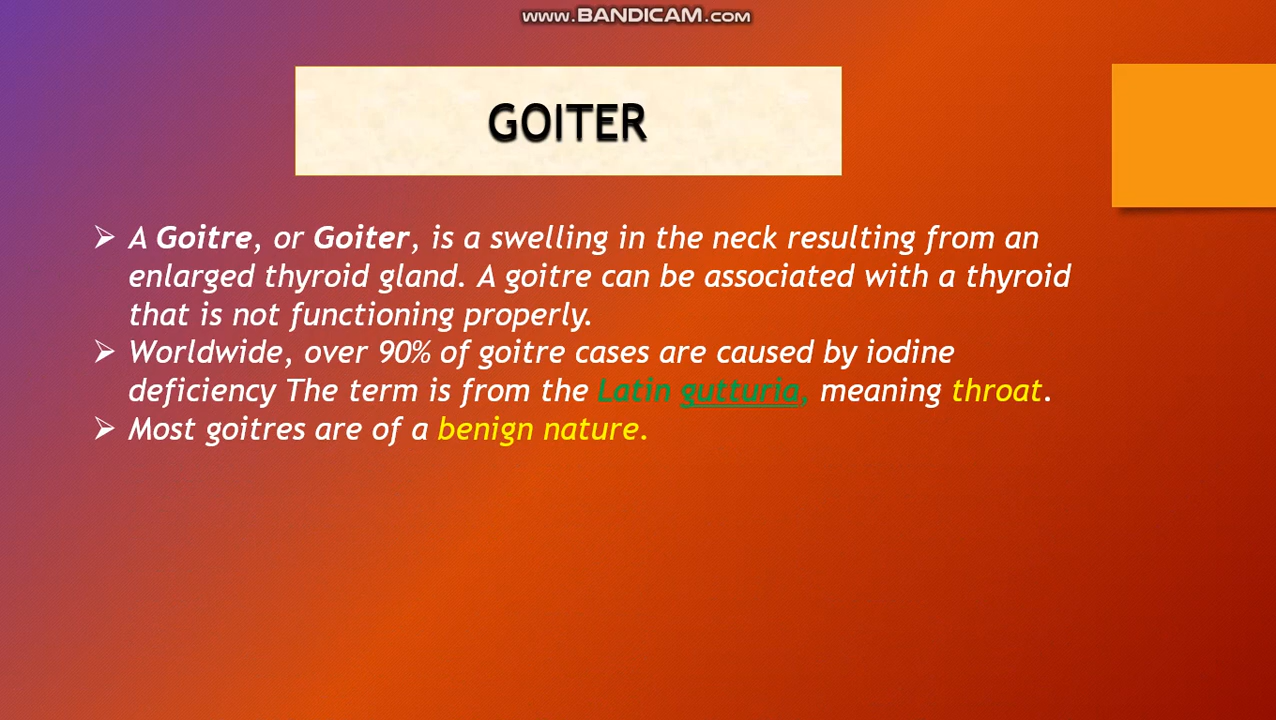 www.BANDICAM.com
GOITER
➢ A Goitre, or Goiter, is a swelling in the neck resulting from an
enlarged thyroid gland. A goitre can be associated with a thyroid
that is not functioning properly.
➢ Worldwide, over 90% of goitre cases are caused by iodine
deficiency The term is from the Latin gutturia, meaning throat.
➢ Most goitres are of a benign nature.